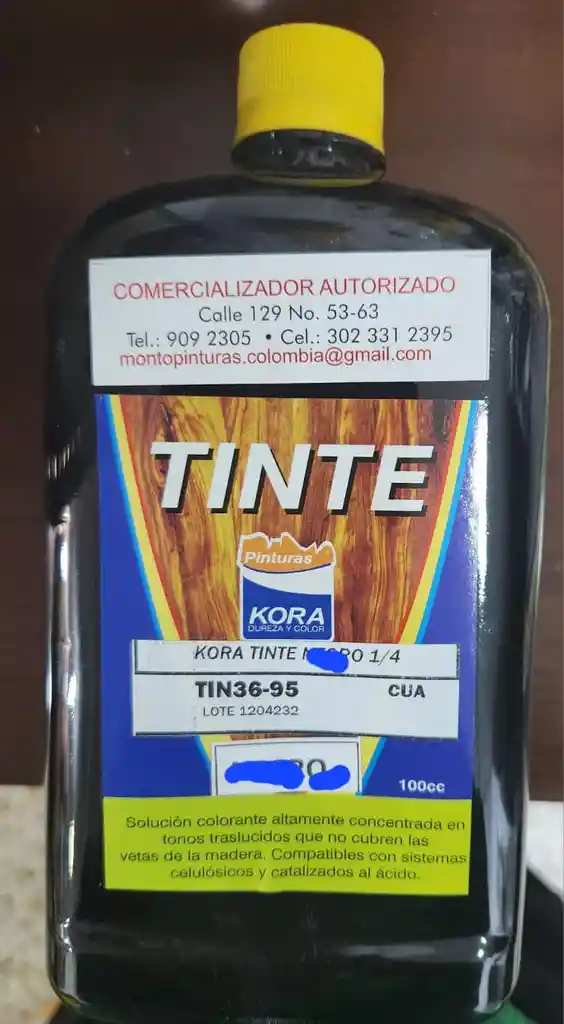 COMERCIALIZADOR AUTORIZADO
Calle 129 No. 53-63
Tel.: 909 2305 • Cel.: 302 331 2395
montopinturas.colombia@gmail.com
TINTE
Pinturas
KORA
DUREZA Y COLOR
KORA TINTE 1/4
TIN36-95 CUA
LOTE 1204232
100cc
Solución colorante altamente concentrada en
tonos traslucidos que no cubren las
vetas de la madera. Compatibles con sistemas
celulósicos y catalizados al ácido.